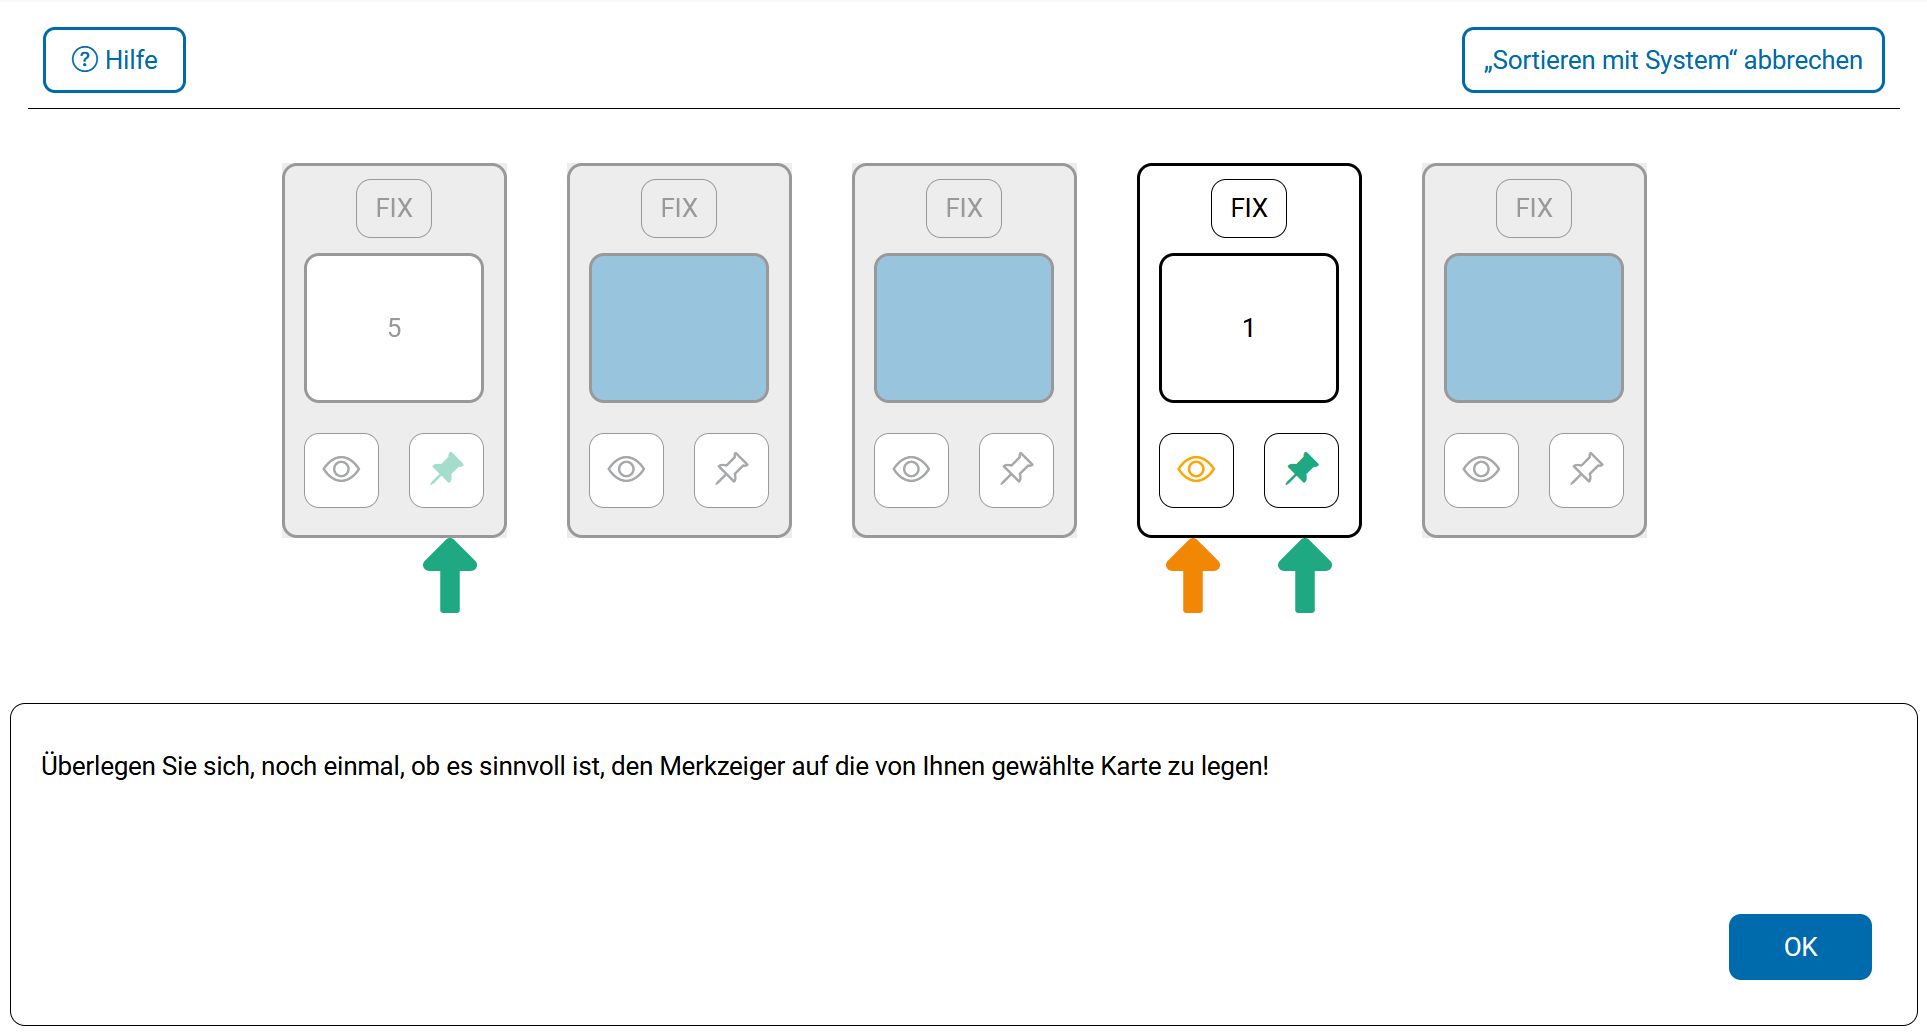 ? Hilfe
„Sortieren mit System“ abbrechen
FIX FIX FIX FIX FIX
5 1
Überlegen Sie sich, noch einmal, ob es sinnvoll ist, den Merkzeiger auf die von Ihnen gewählte Karte zu legen!
OK